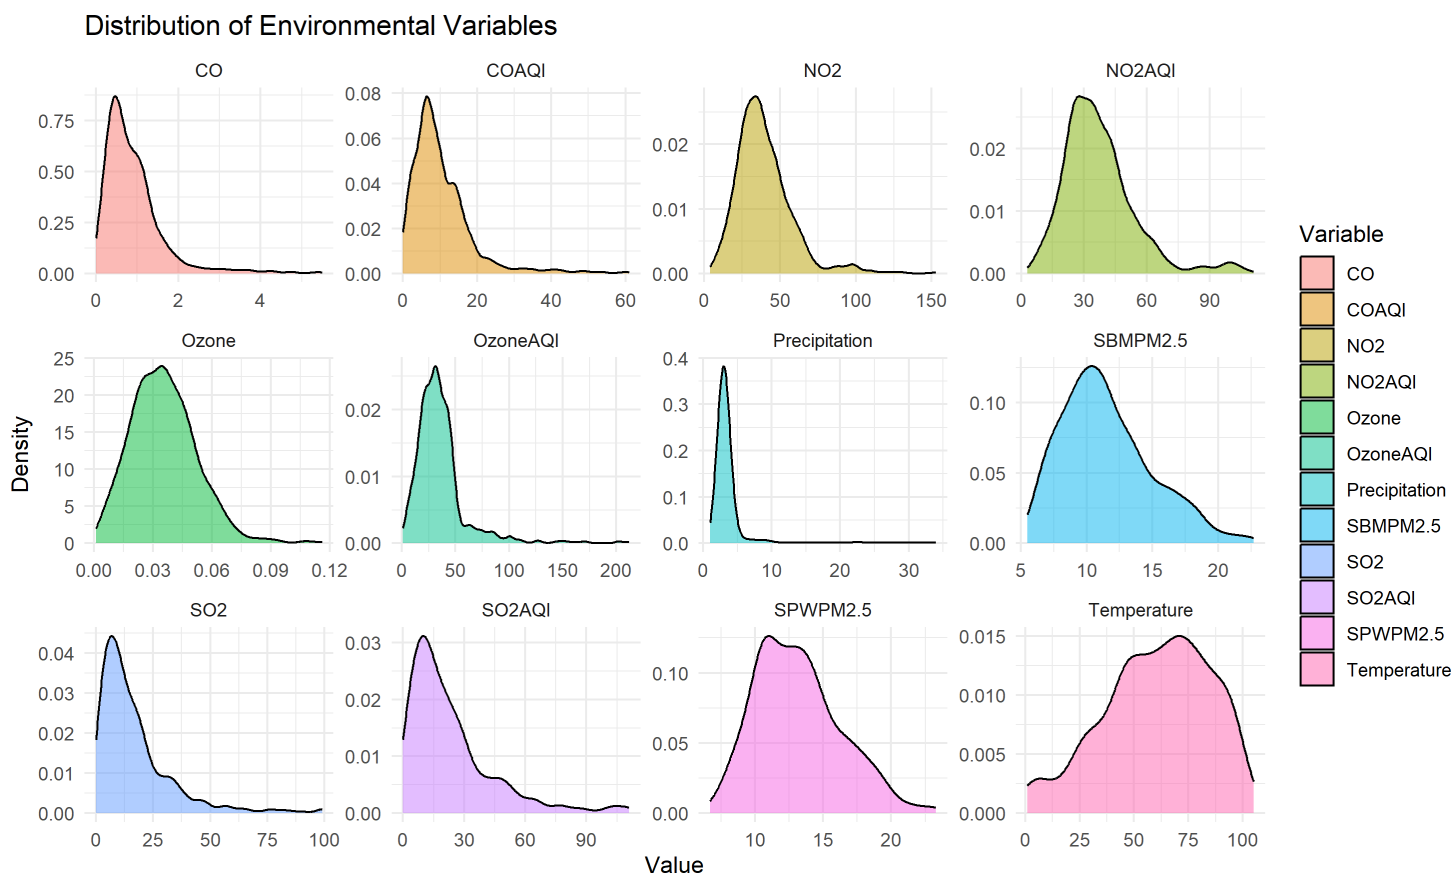 Distribution of Environmental Variables
CO COAQI NO2 NO2AQI
0.75
0.50
0.25
0.00
0 2 4
0.08
0.06
0.04
0.02
0.00
0 20 40 60
0.02
0.01
0.00
0 50 100 150
0.02
0.01
0.00
0 30 60 90
Ozone OzoneAQI Precipitation SBMPM2.5
25
20
15
10
5
0
0.00 0.03 0.06 0.09 0.12
0.02
0.01
0.00
0 50 100 150 200
0.4
0.3
0.2
0.1
0.0
0 10 20 30
0.10
0.05
0.00
5 10 15 20
SO2 SO2AQI SPWPM2.5 Temperature
0.04
0.03
0.02
0.01
0.00
0 25 50 75 100
0.03
0.02
0.01
0.00
0 30 60 90
0.10
0.05
0.00
10 15 20
0.015
0.010
0.005
0.000
0 25 50 75 100
Density
Value
Variable
CO
COAQI
NO2
NO2AQI
Ozone
OzoneAQI
Precipitation
SBMPM2.5
SO2
SO2AQI
SPWPM2.5
Temperature